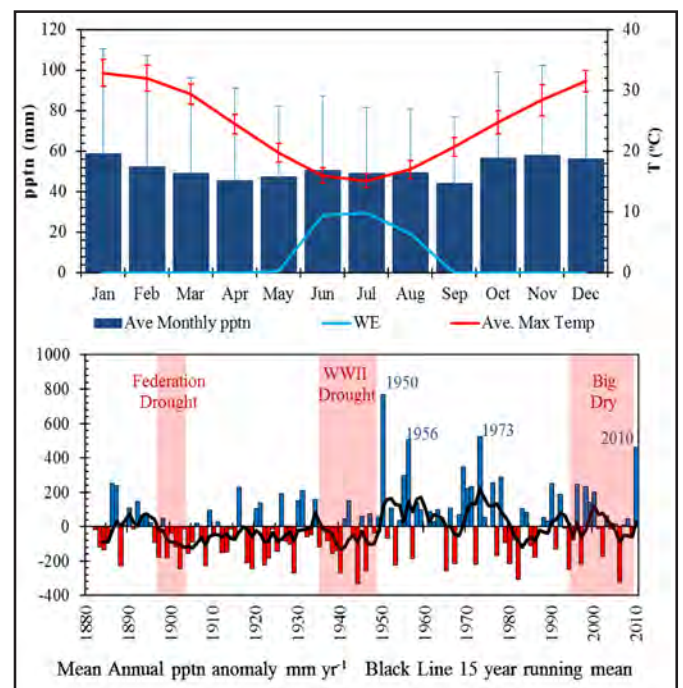 120
100
80
60
40
20
0
pptn (mm)
40
30
20
10
0
T (ºC)
Jan Feb Mar Apr May Jun Jul Aug Sep Oct Nov Dec
Ave Monthly pptn WE Ave. Max Temp
1000
800
600
400
200
0
-200
-400
Federation
Drought
WWII
Drought
Big
Dry
1950
1956
1973
2010
1880 1890 1900 1910 1920 1930 1940 1950 1960 1970 1980 1990 2000 2010
Mean Annual pptn anomaly mm yr⁻¹ Black Line 15 year running mean